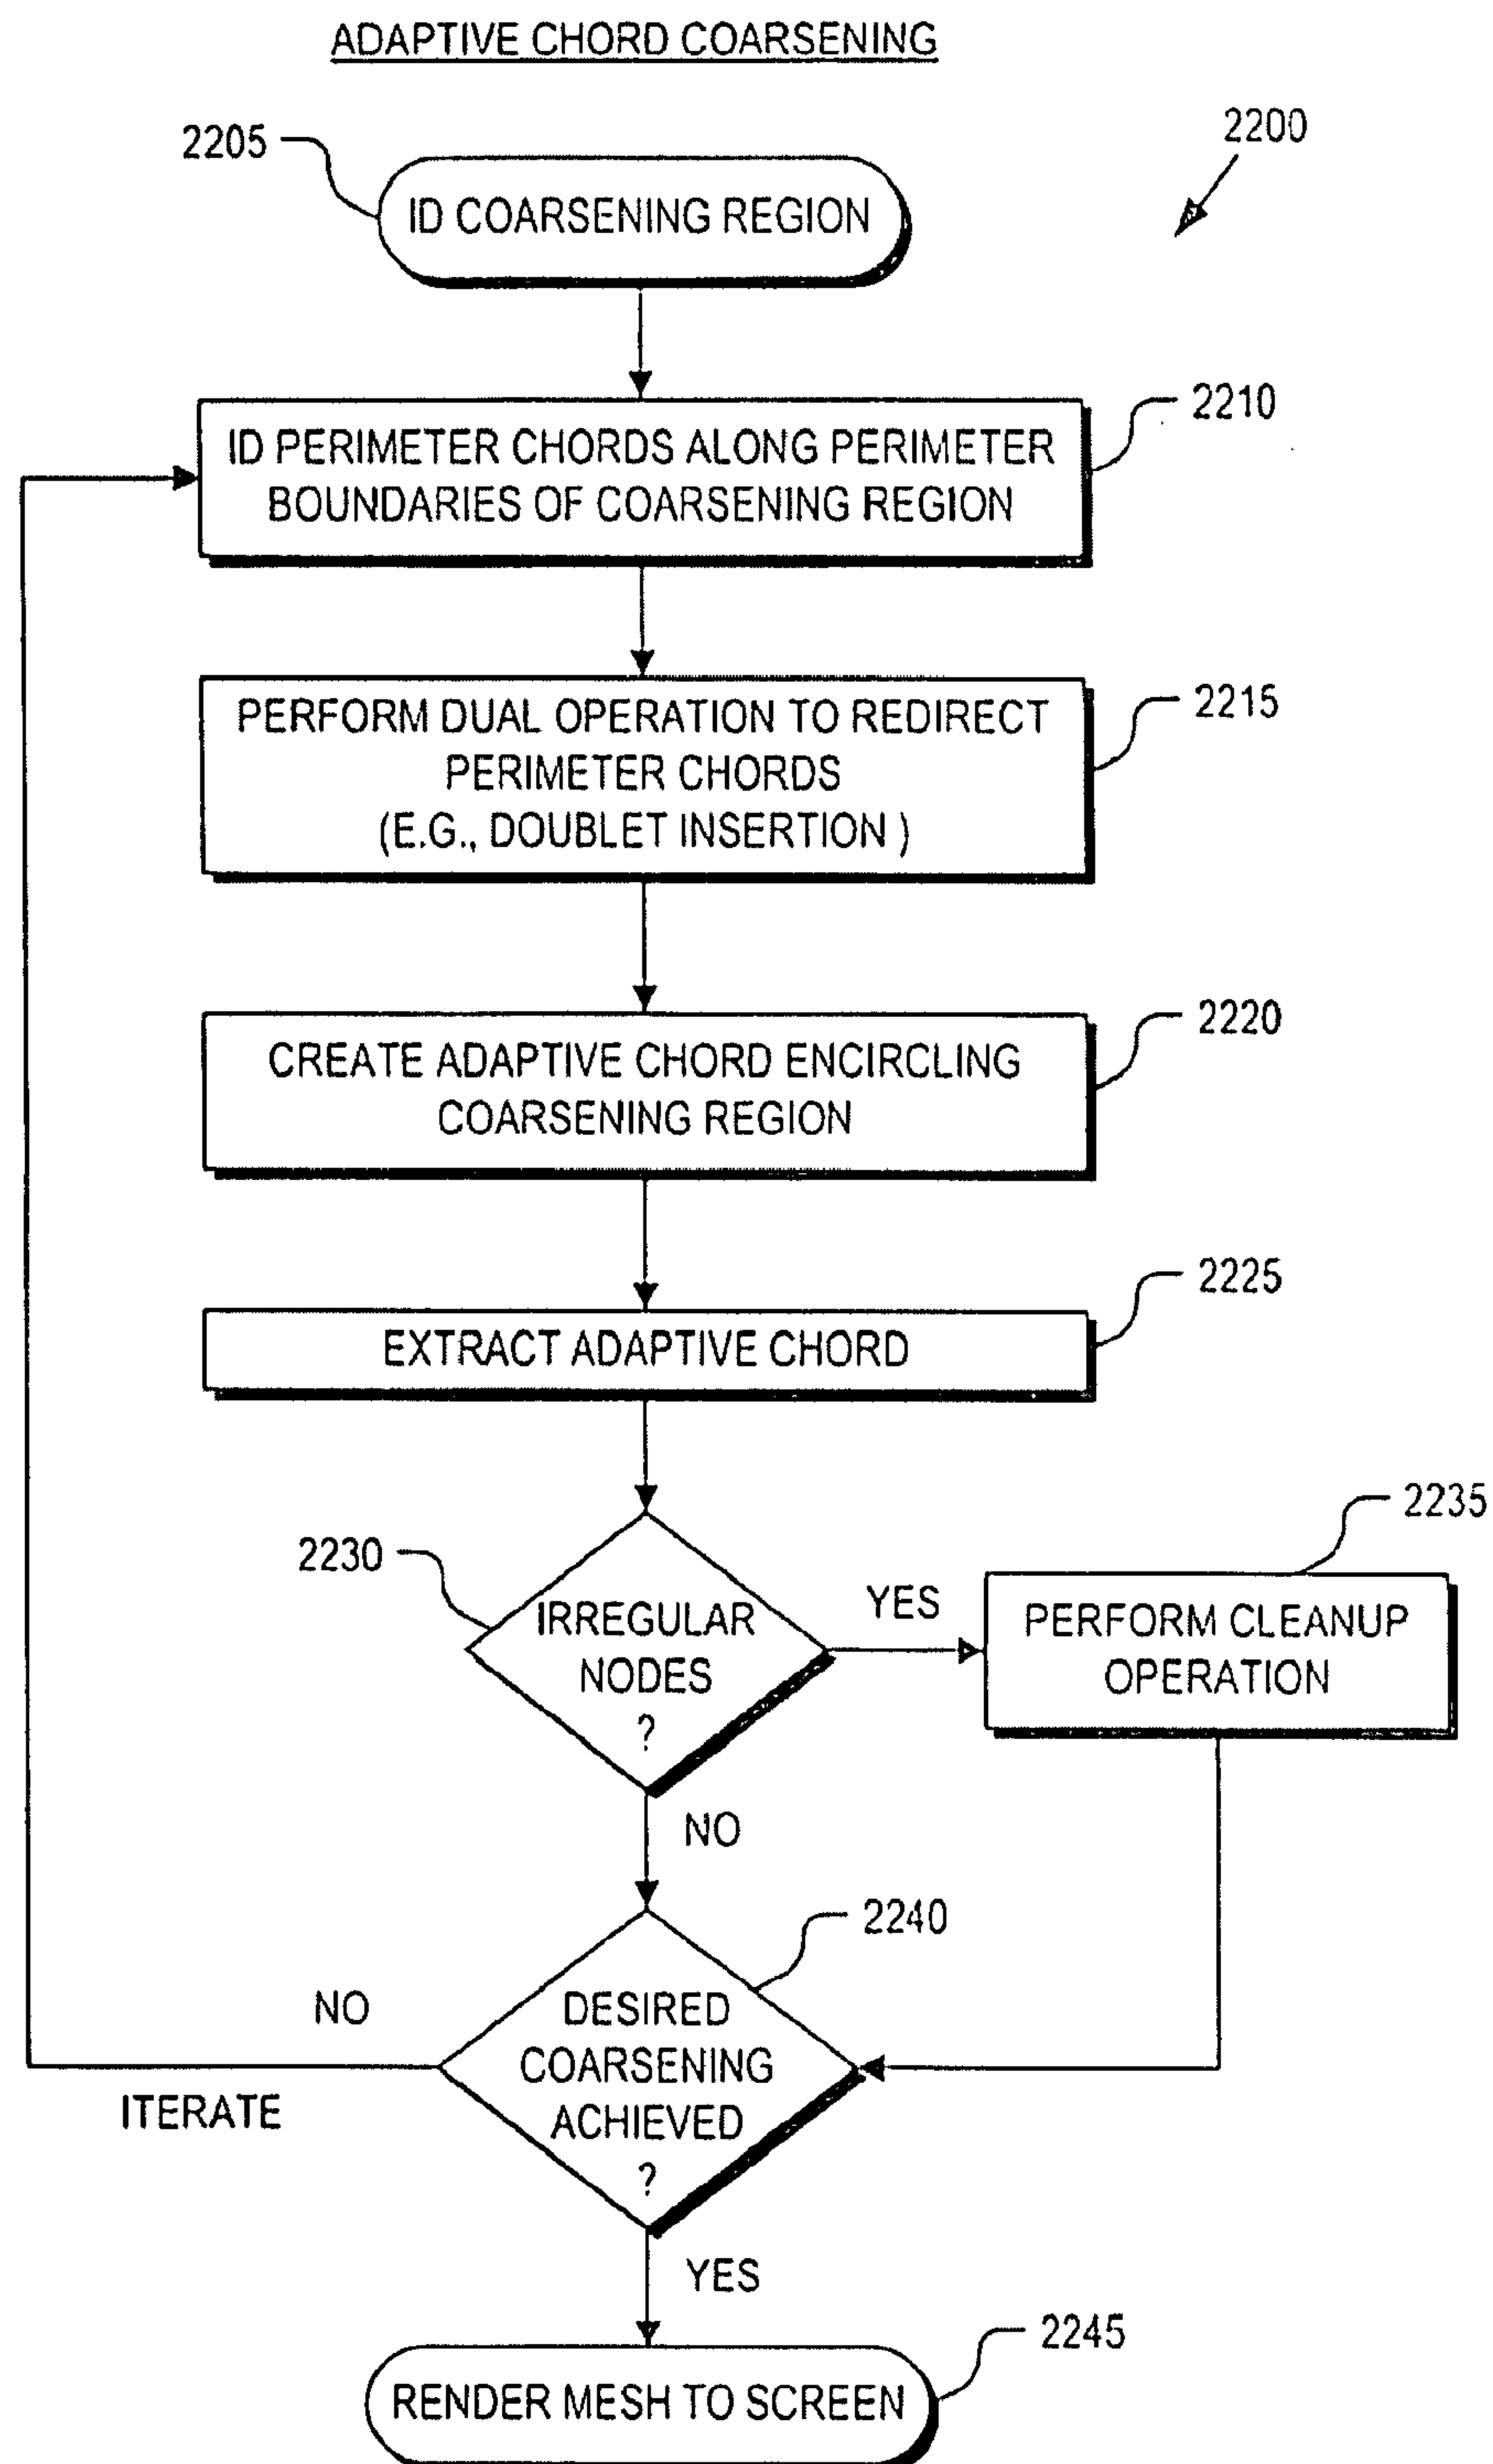 ADAPTIVE CHORD COARSENING
2200
2205
ID COARSENING REGION
2210
ID PERIMETER CHORDS ALONG PERIMETER
BOUNDARIES OF COARSENING REGION
2215
PERFORM DUAL OPERATION TO REDIRECT
PERIMETER CHORDS
(E.G., DOUBLET INSERTION )
2220
CREATE ADAPTIVE CHORD ENCIRCLING
COARSENING REGION
2225
EXTRACT ADAPTIVE CHORD
2230
IRREGULAR
NODES
?
YES
2235
PERFORM CLEANUP
OPERATION
NO
2240
DESIRED
COARSENING
ACHIEVED
?
NO
ITERATE
YES
2245
RENDER MESH TO SCREEN